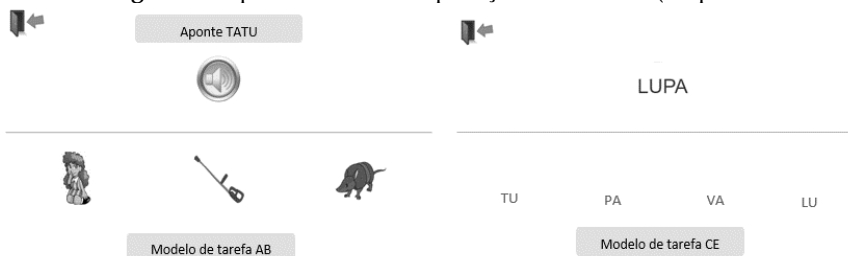 Aponte TATU
LUPA
TU PA VA LU
Modelo de tarefa AB
Modelo de tarefa CE